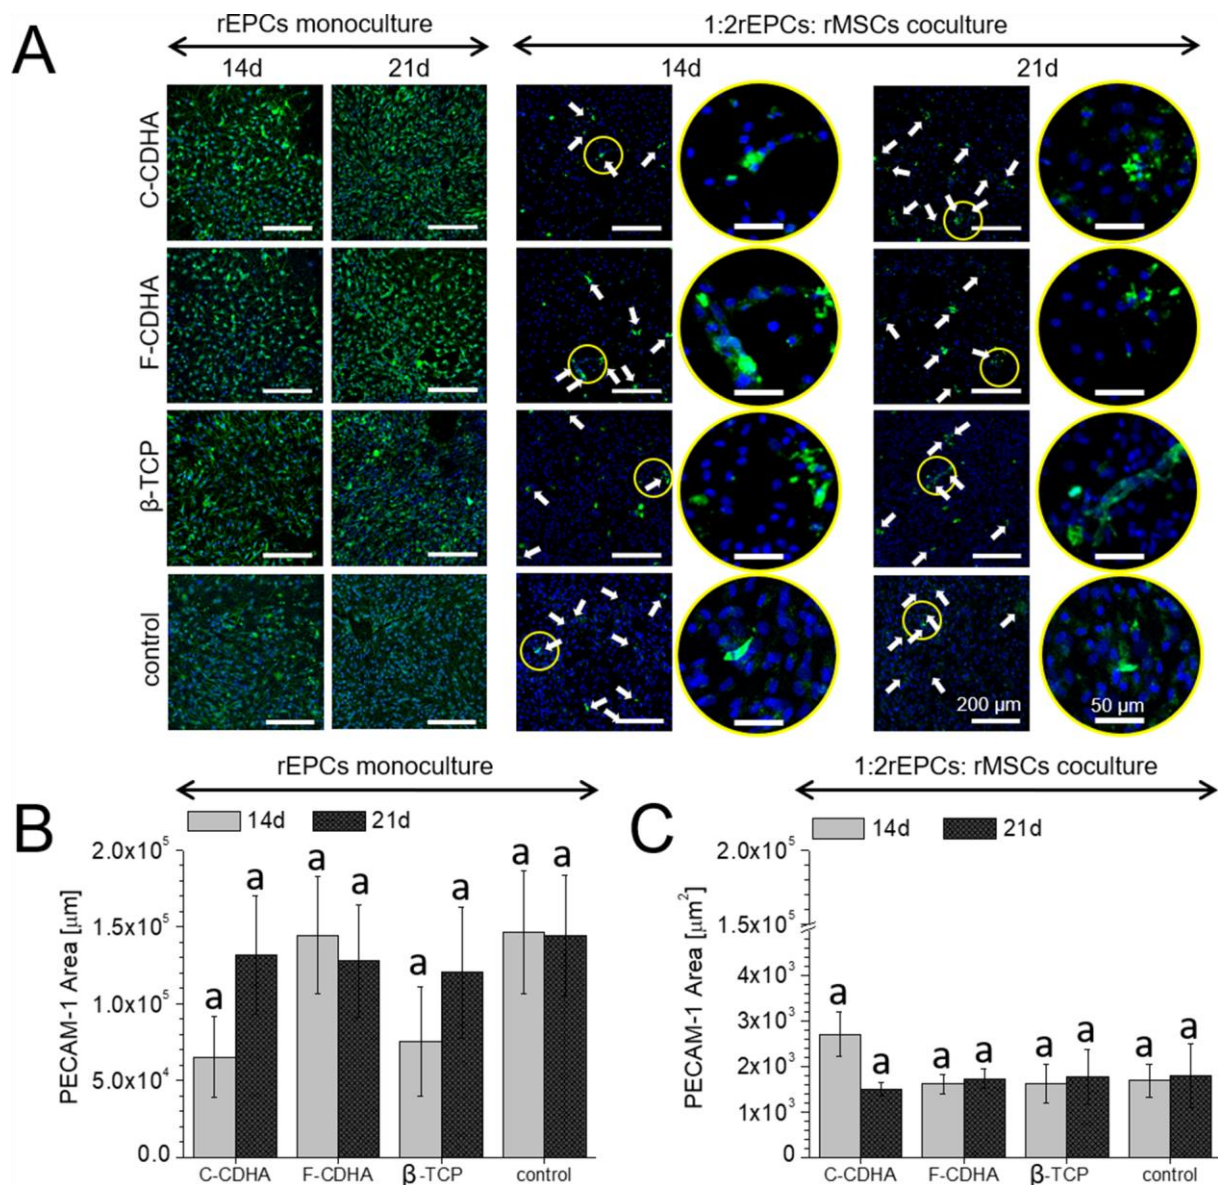 A
rEPCs monoculture
1:2rEPCs: rMSCs coculture
14d
21d
14d
21d
C-CDHA
F-CDHA
β-TCP
control
200 µm
50 µm
rEPCs monoculture
B
14d
21d
PECAM-1 Area [µm]
2.0x10⁵
1.5x10⁵
1.0x10⁵
5.0x10⁴
0.0
a
a
a
a
a
a
a
a
C-CDHA
F-CDHA
β-TCP
control
1:2rEPCs: rMSCs coculture
C
14d
21d
PECAM-1 Area [µm²]
2.0x10⁵
1.5x10⁵
4x10³
3x10³
2x10³
1x10³
0
a
a
a
a
a
a
a
a
C-CDHA
F-CDHA
β-TCP
control